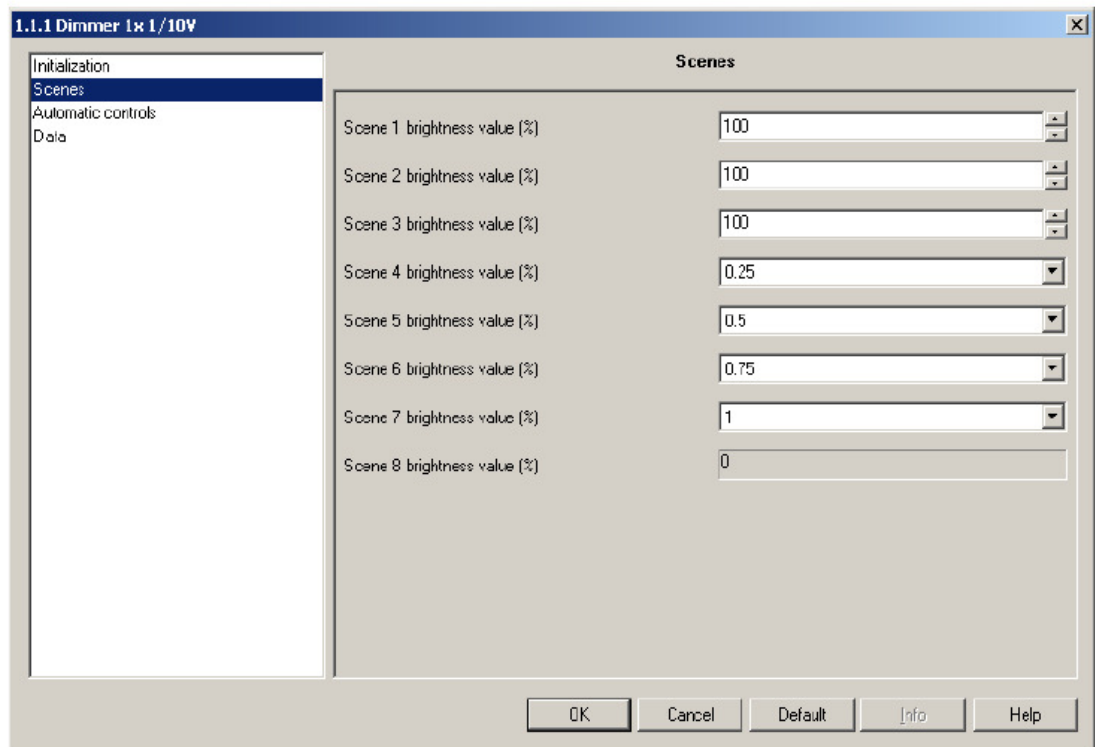 1.1.1 Dimmer 1x 1/10V
Initialization
Scenes
Automatic controls
Data
Scenes
Scene 1 brightness value (%) 100
Scene 2 brightness value (%) 100
Scene 3 brightness value (%) 100
Scene 4 brightness value (%) 0.25
Scene 5 brightness value (%) 0.5
Scene 6 brightness value (%) 0.75
Scene 7 brightness value (%) 1
Scene 8 brightness value (%) 0
OK Cancel Default Info Help